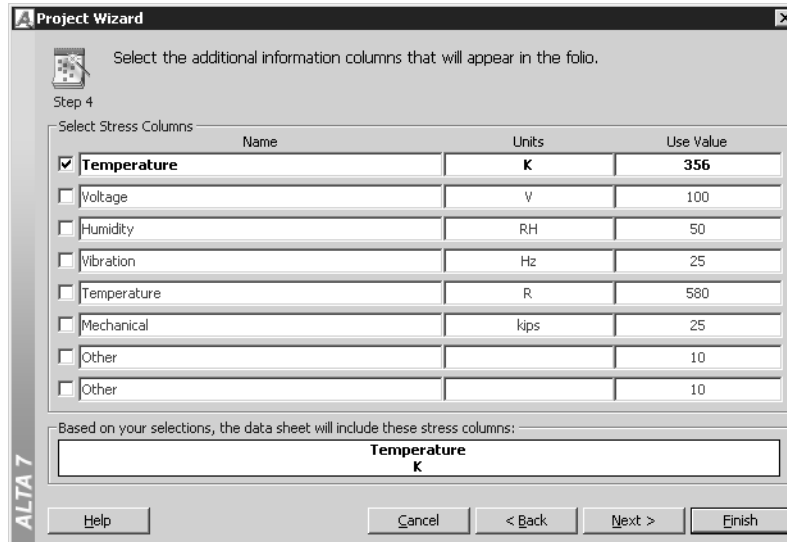 Project Wizard
Select the additional information columns that will appear in the folio.
Step 4
Select Stress Columns
Name Units Use Value
Temperature K 356
Voltage V 100
Humidity RH 50
Vibration Hz 25
Temperature R 580
Mechanical kips 25
Other 10
Other 10
Based on your selections, the data sheet will include these stress columns:
Temperature
K
ALTA 7
Help Cancel < Back Next > Finish